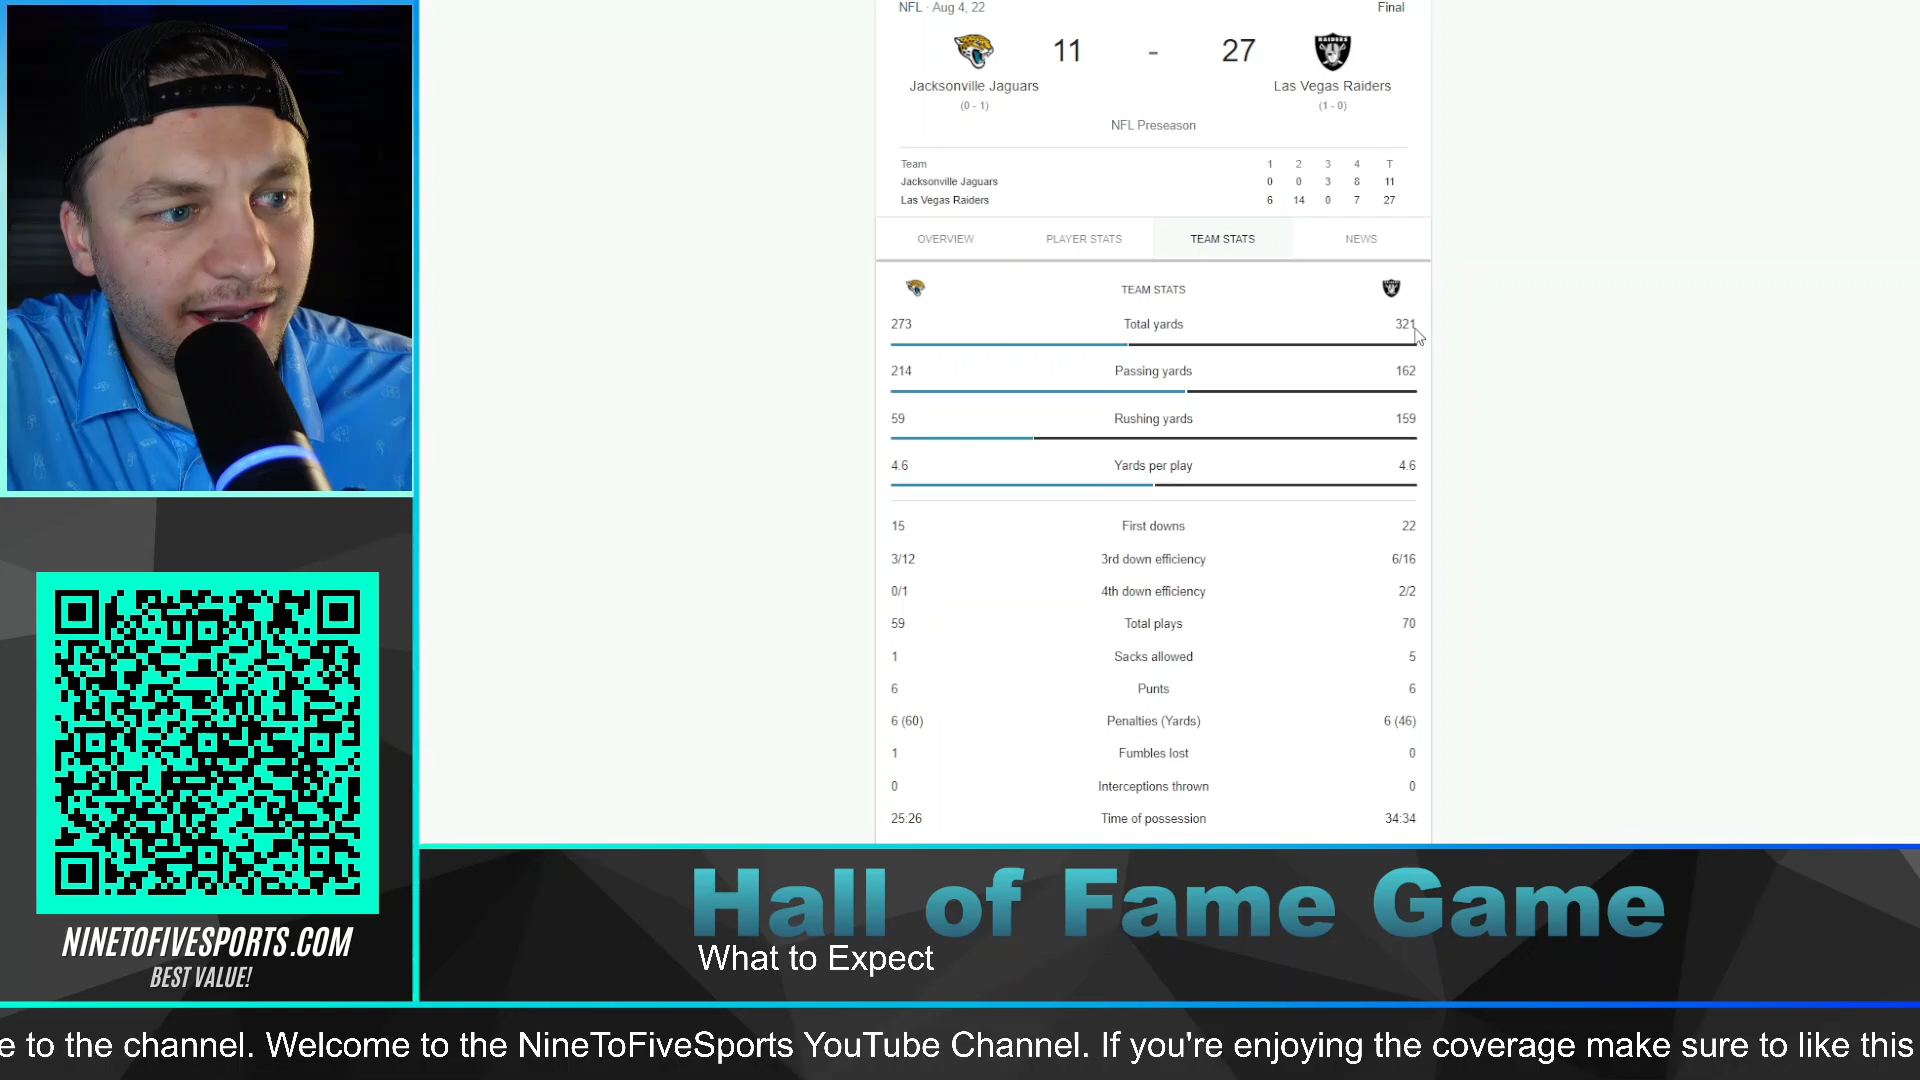 NFL · Aug 4, 22 Final
11 - 27
RAIDERS
Jacksonville Jaguars Las Vegas Raiders
(0 - 1) (1 - 0)
NFL Preseason
Team 1 2 3 4 T
Jacksonville Jaguars 0 0 3 8 11
Las Vegas Raiders 6 14 0 7 27
OVERVIEW PLAYER STATS TEAM STATS NEWS
TEAM STATS
273 Total yards 321
214 Passing yards 162
59 Rushing yards 159
4.6 Yards per play 4.6
15 First downs 22
3/12 3rd down efficiency 6/16
0/1 4th down efficiency 2/2
59 Total plays 70
1 Sacks allowed 5
6 Punts 6
6 (60) Penalties (Yards) 6 (46)
1 Fumbles lost 0
0 Interceptions thrown 0
25:26 Time of possession 34:34
NINETOFIVESPORTS.COM
BEST VALUE!
Hall of Fame Game
What to Expect
e to the channel. Welcome to the NineToFiveSports YouTube Channel. If you're enjoying the coverage make sure to like this